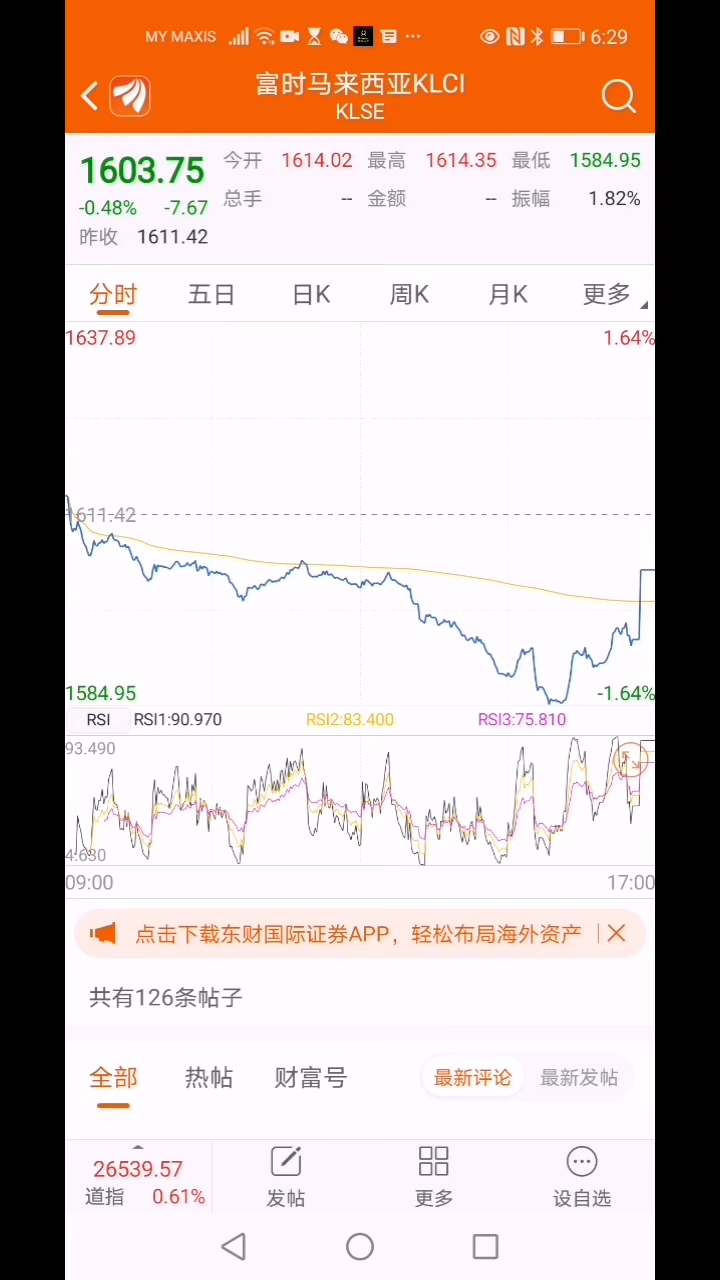 MY MAXIS ... 6:29
富时马来西亚KLCI
KLSE
1603.75
-0.48% -7.67
昨收 1611.42
今开 1614.02 最高 1614.35 最低 1584.95
总手 -- 金额 -- 振幅 1.82%
分时 五日 日K 周K 月K 更多
1637.89 1.64%
1611.42
1584.95 -1.64%
RSI RSI1:90.970 RSI2:83.400 RSI3:75.810
93.490
4.630
09:00 17:00
点击下载东财国际证券APP，轻松布局海外资产
共有126条帖子
全部 热帖 财富号 最新评论 最新发帖
26539.57
道指 0.61%
发帖 更多 设自选